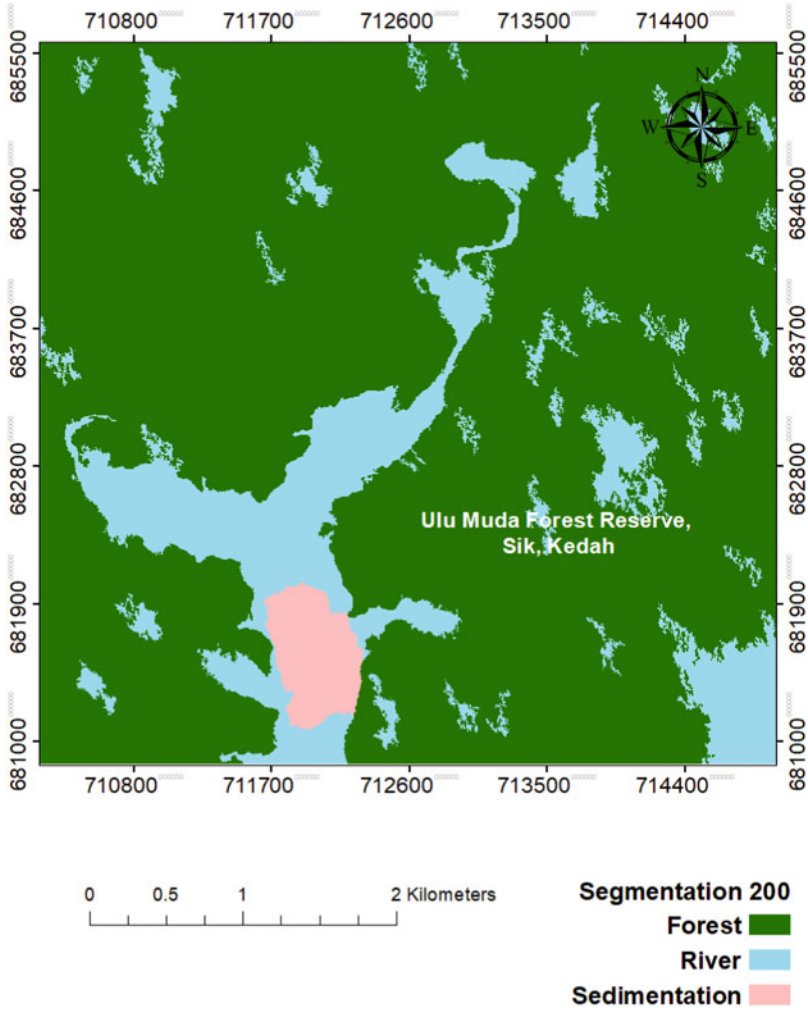 710800 711700 712600 713500 714400
685500 685500
N
W E
S
684600 684600
683700 683700
682800 682800
Ulu Muda Forest Reserve,
Sik, Kedah
681900 681900
681000 681000
710800 711700 712600 713500 714400
0 0.5 1 2 Kilometers
Segmentation 200
Forest
River
Sedimentation